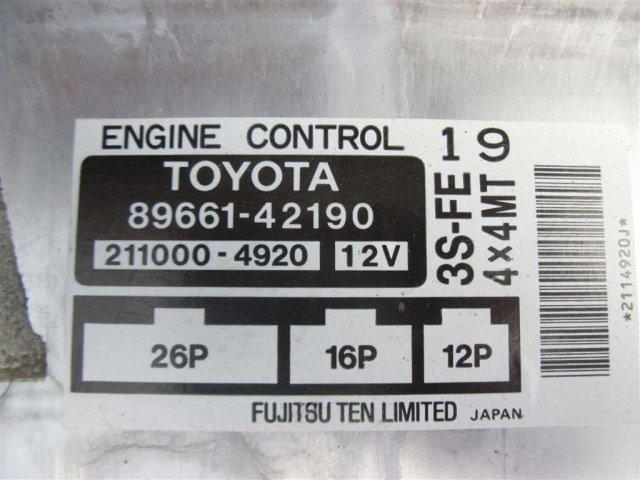 ENGINE CONTROL
TOYOTA
89661-42190
211000-4920 12V
3S-FE 19
4×4MT
26P 16P 12P
FUJITSU TEN LIMITED JAPAN
*2114920J*